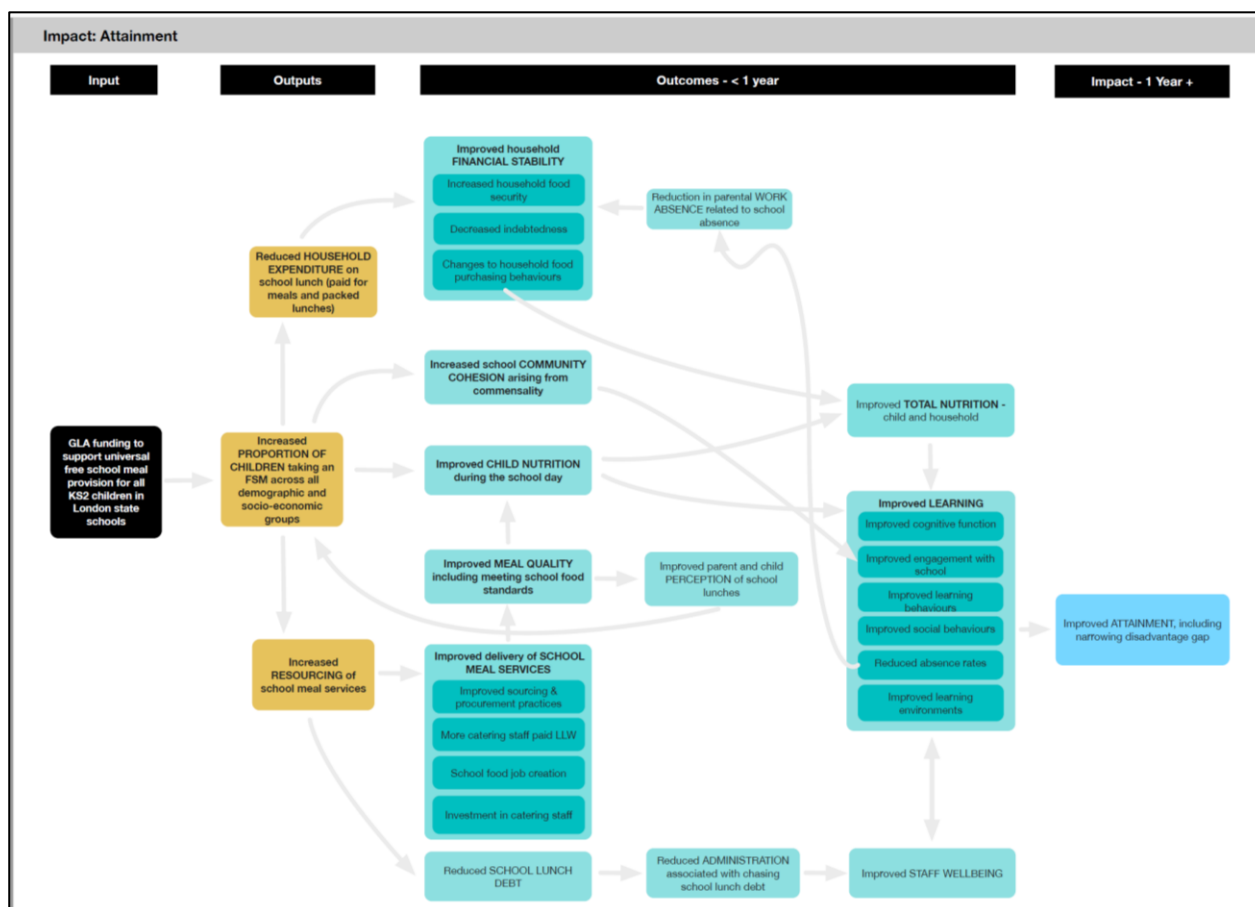 Impact: Attainment
Input
Outputs
Outcomes - < 1 year
Impact - 1 Year +
Improved household
FINANCIAL STABILITY
Increased household food
security
Decreased indebtedness
Changes to household food
purchasing behaviours
Reduction in parental WORK
ABSENCE related to school
absence
Reduced HOUSEHOLD
EXPENDITURE on
school lunch (paid for
meals and packed
lunches)
Increased school COMMUNITY
COHESION arising from
commensality
Improved TOTAL NUTRITION -
child and household
GLA funding to
support universal
free school meal
provision for all
KS2 children in
London state
schools
Increased
PROPORTION OF
CHILDREN taking an
FSM across all
demographic and
socio-economic
groups
Improved CHILD NUTRITION
during the school day
Improved LEARNING
Improved cognitive function
Improved engagement with
school
Improved learning
behaviours
Improved social behaviours
Reduced absence rates
Improved learning
environments
Improved MEAL QUALITY
including meeting school food
standards
Improved parent and child
PERCEPTION of school
lunches
Improved ATTAINMENT, including
narrowing disadvantage gap
Increased
RESOURCING of
school meal services
Improved delivery of SCHOOL
MEAL SERVICES
Improved sourcing &
procurement practices
More catering staff paid LLW
School food job creation
Investment in catering staff
Reduced SCHOOL LUNCH
DEBT
Reduced ADMINISTRATION
associated with chasing
school lunch debt
Improved STAFF WELLBEING